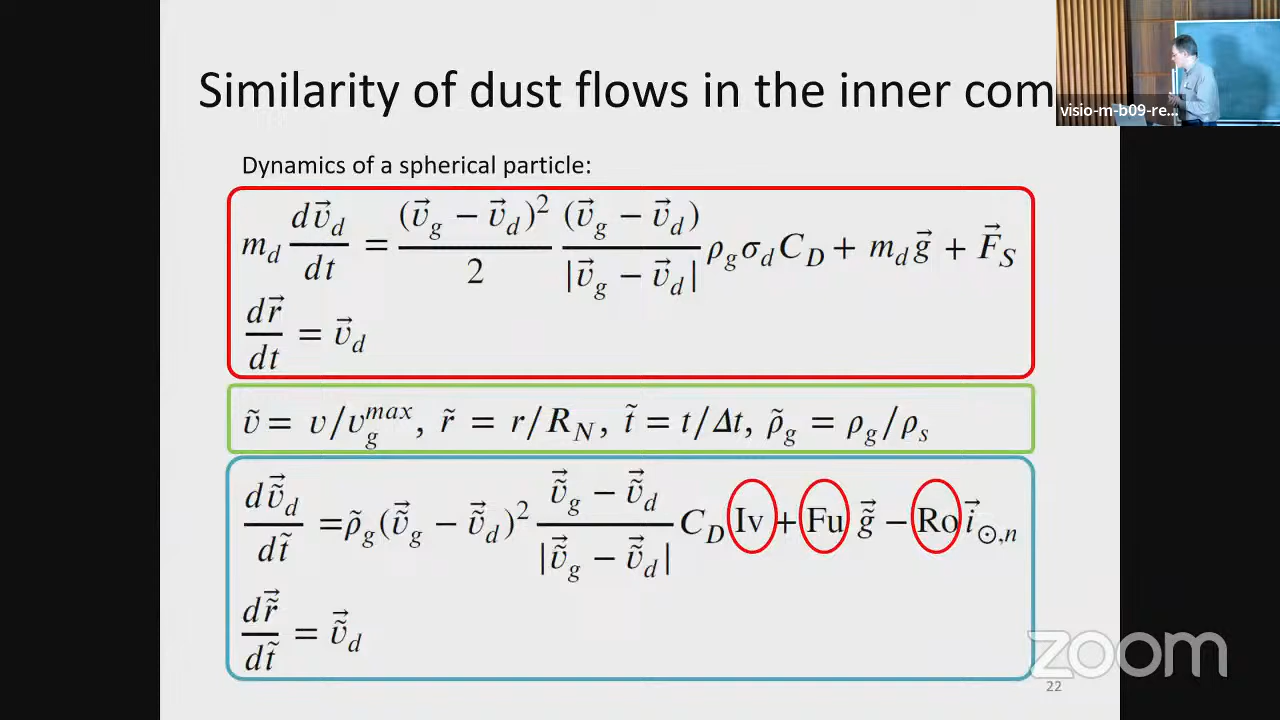 Similarity of dust flows in the inner com
visio-m-b09-re...
Dynamics of a spherical particle:
m_d dv⃗_d/dt = (v⃗_g − v⃗_d)²/2 (v⃗_g − v⃗_d)/|v⃗_g − v⃗_d| ρ_g σ_d C_D + m_d g⃗ + F⃗_S
dr⃗/dt = v⃗_d
ṽ = v/v_g^max, r̃ = r/R_N, t̃ = t/Δt, ρ̃_g = ρ_g/ρ_s
dṽ⃗_d/dt̃ =ρ̃_g(ṽ⃗_g − ṽ⃗_d)² (ṽ⃗_g − ṽ⃗_d)/|ṽ⃗_g − ṽ⃗_d| C_D Iv + Fu g̃⃗ − Ro i⃗_⊙,n
dr̃⃗/dt̃ = ṽ⃗_d
zoom
22